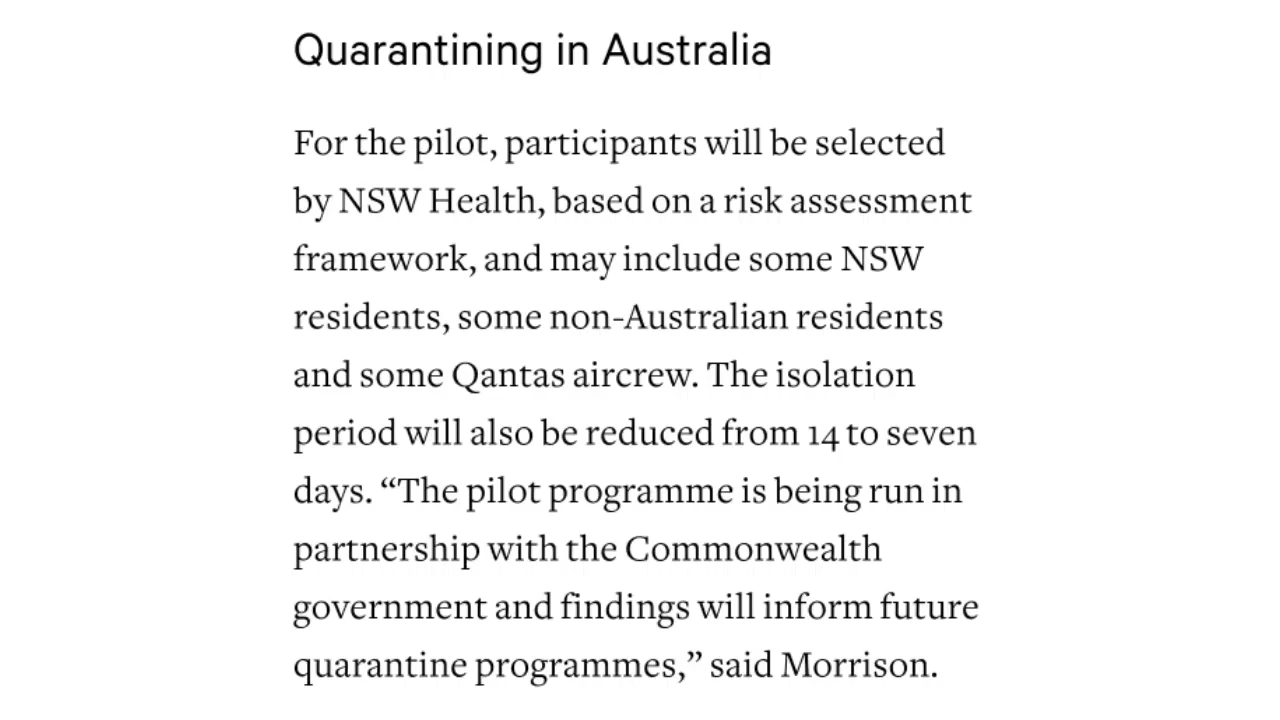 Quarantining in Australia
For the pilot, participants will be selected
by NSW Health, based on a risk assessment
framework, and may include some NSW
residents, some non-Australian residents
and some Qantas aircrew. The isolation
period will also be reduced from 14 to seven
days. “The pilot programme is being run in
partnership with the Commonwealth
government and findings will inform future
quarantine programmes,” said Morrison.